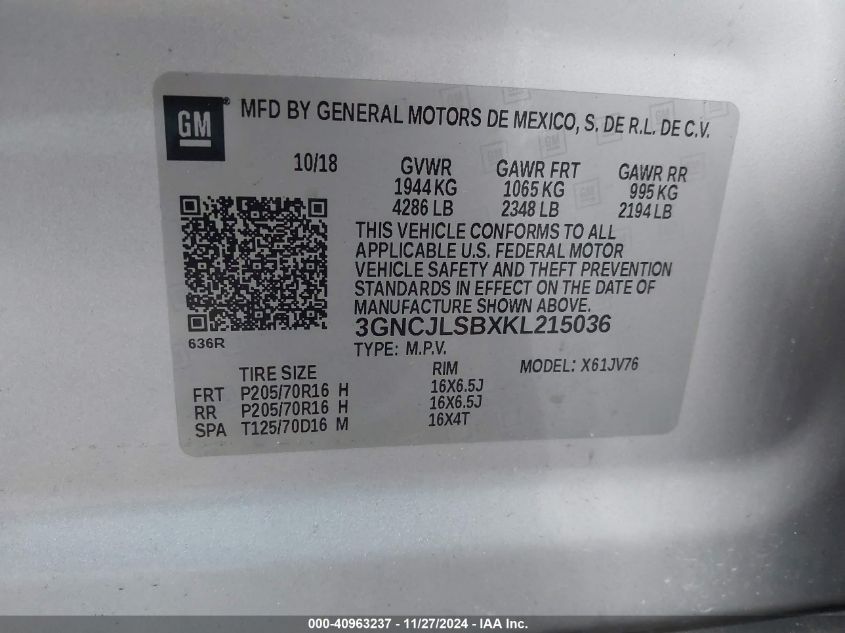 GM ® MFD BY GENERAL MOTORS DE MEXICO, S. DE R.L. DE C.V.
10/18 GVWR GAWR FRT GAWR RR
1944 KG 1065 KG 995 KG
4286 LB 2348 LB 2194 LB
THIS VEHICLE CONFORMS TO ALL
APPLICABLE U.S. FEDERAL MOTOR
VEHICLE SAFETY AND THEFT PREVENTION
STANDARDS IN EFFECT ON THE DATE OF
MANUFACTURE SHOWN ABOVE.
3GNCJLSBXKL215036
636R
TYPE: M.P.V.
MODEL: X61JV76
TIRE SIZE RIM
FRT P205/70R16 H 16X6.5J
RR P205/70R16 H 16X6.5J
SPA T125/70D16 M 16X4T
000-40963237 - 11/27/2024 - IAA Inc.